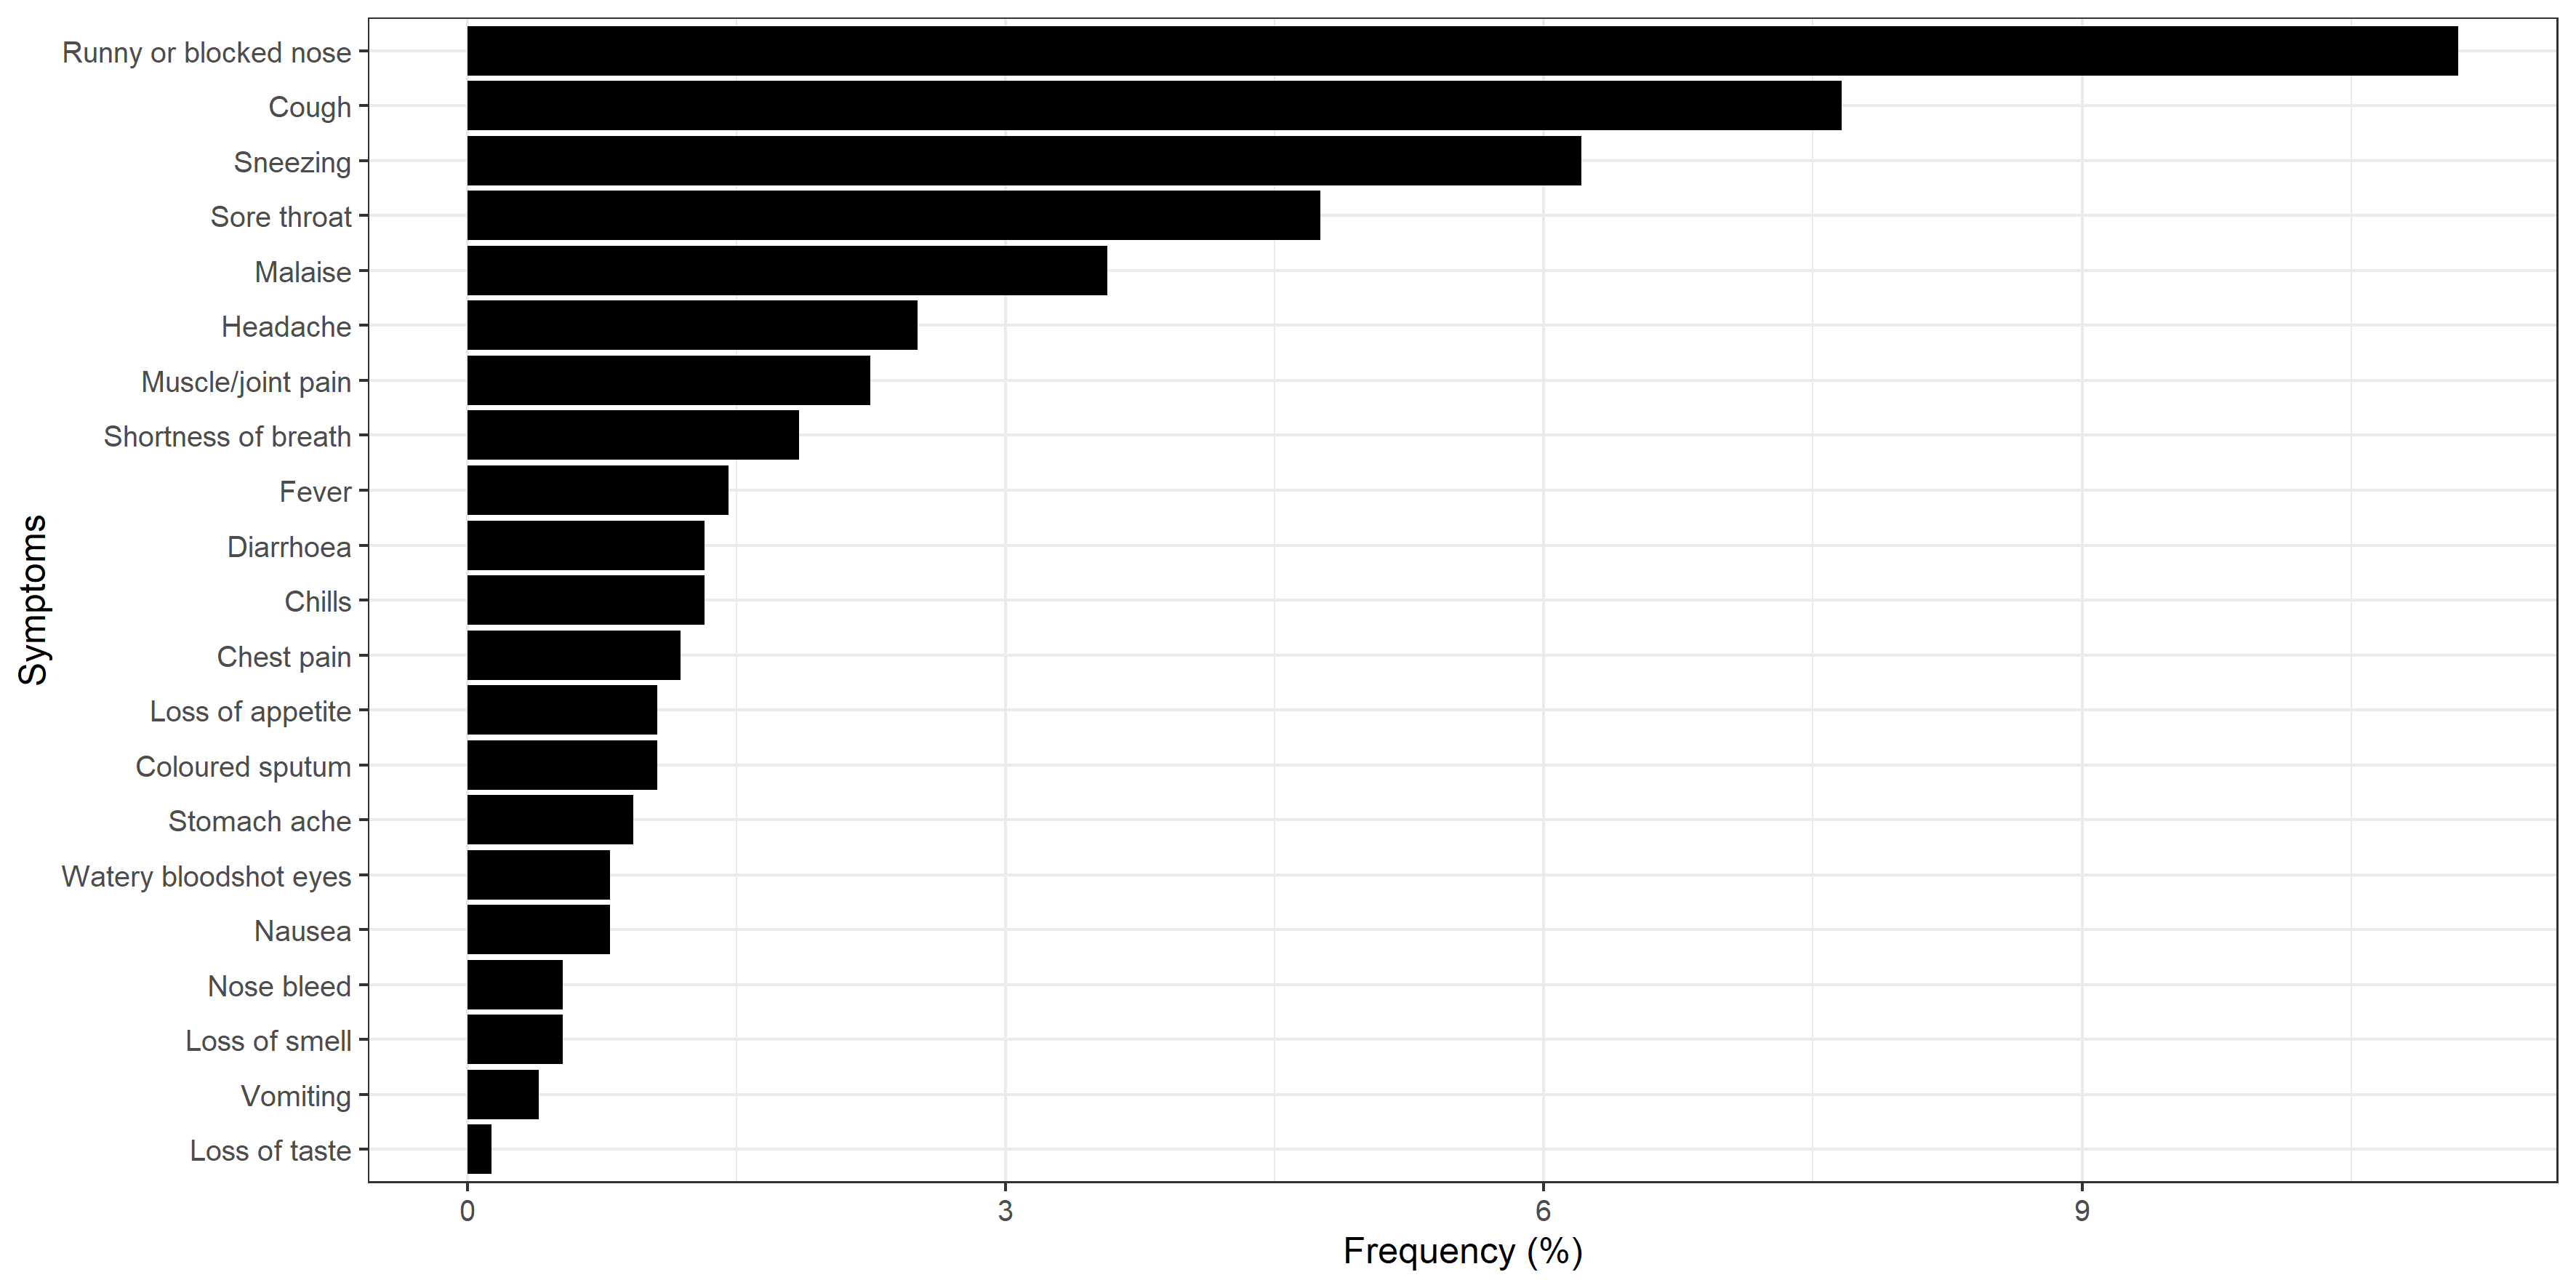 Runny or blocked nose
Cough
Sneezing
Sore throat
Malaise
Headache
Muscle/joint pain
Shortness of breath
Fever
Diarrhoea
Chills
Chest pain
Loss of appetite
Coloured sputum
Stomach ache
Watery bloodshot eyes
Nausea
Nose bleed
Loss of smell
Vomiting
Loss of taste
Symptoms
0 3 6 9
Frequency (%)